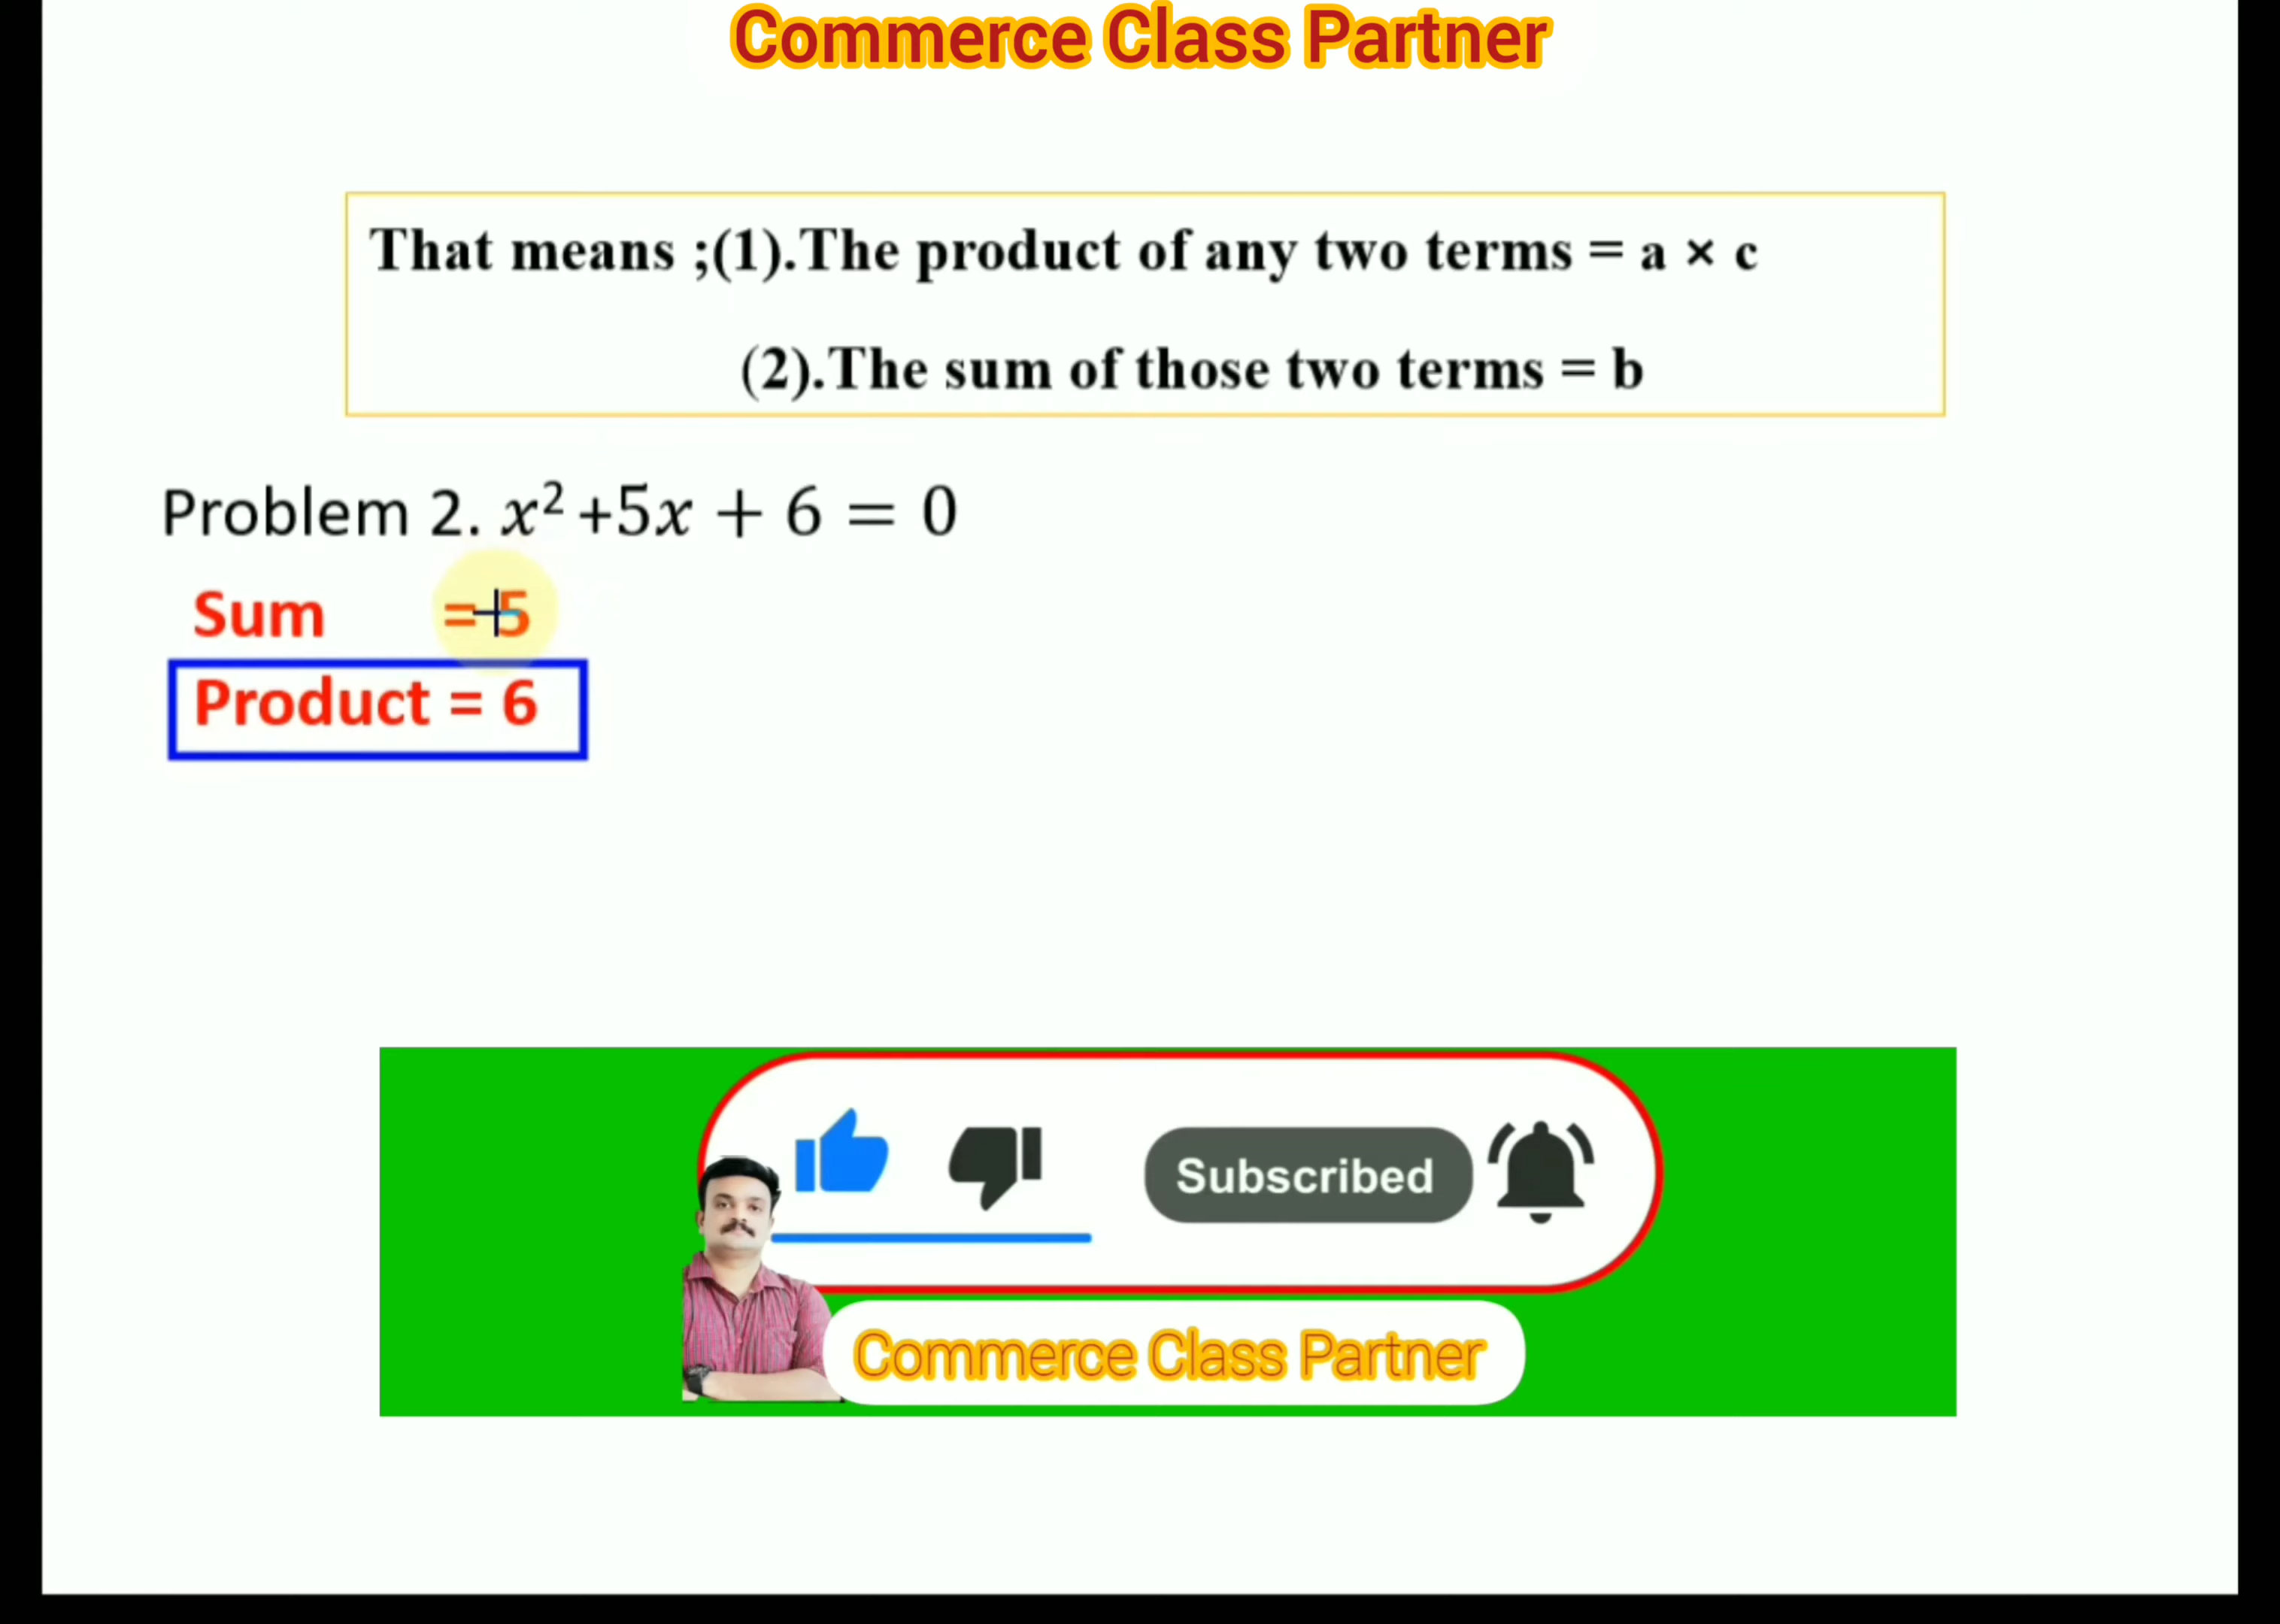 Commerce Class Partner
That means ;(1).The product of any two terms = a × c
(2).The sum of those two terms = b
Problem 2. x² +5x + 6 = 0
Sum = 5
Product = 6
Subscribed
Commerce Class Partner